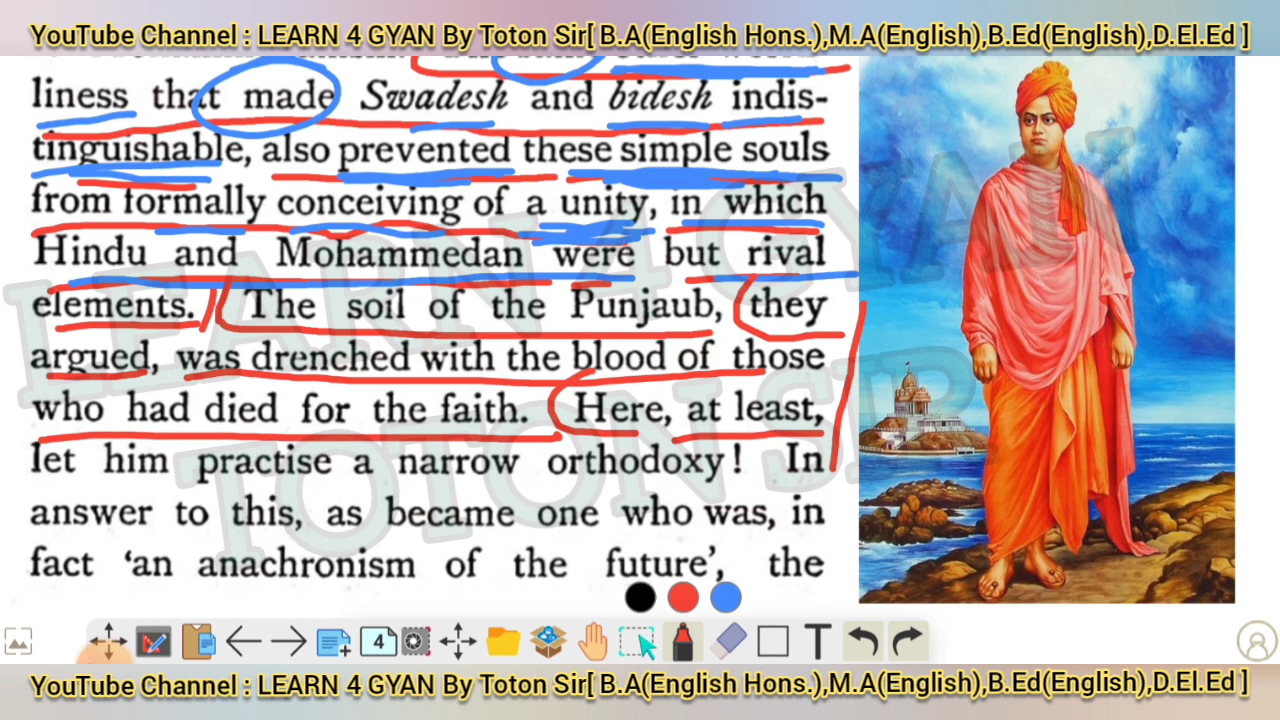 YouTube Channel : LEARN 4 GYAN By Toton Sir[ B.A(English Hons.),M.A(English),B.Ed(English),D.El.Ed ]
liness that made Swadesh and bidesh indis-
tinguishable, also prevented these simple souls
from formally conceiving of a unity, in which
Hindu and Mohammedan were but rival
elements. The soil of the Punjaub, they
argued, was drenched with the blood of those
who had died for the faith. Here, at least,
let him practise a narrow orthodoxy! In
answer to this, as became one who was, in
fact ‘an anachronism of the future’, the
LEARN 4 GYAN
TOTON SIR
4
T
YouTube Channel : LEARN 4 GYAN By Toton Sir[ B.A(English Hons.),M.A(English),B.Ed(English),D.El.Ed ]